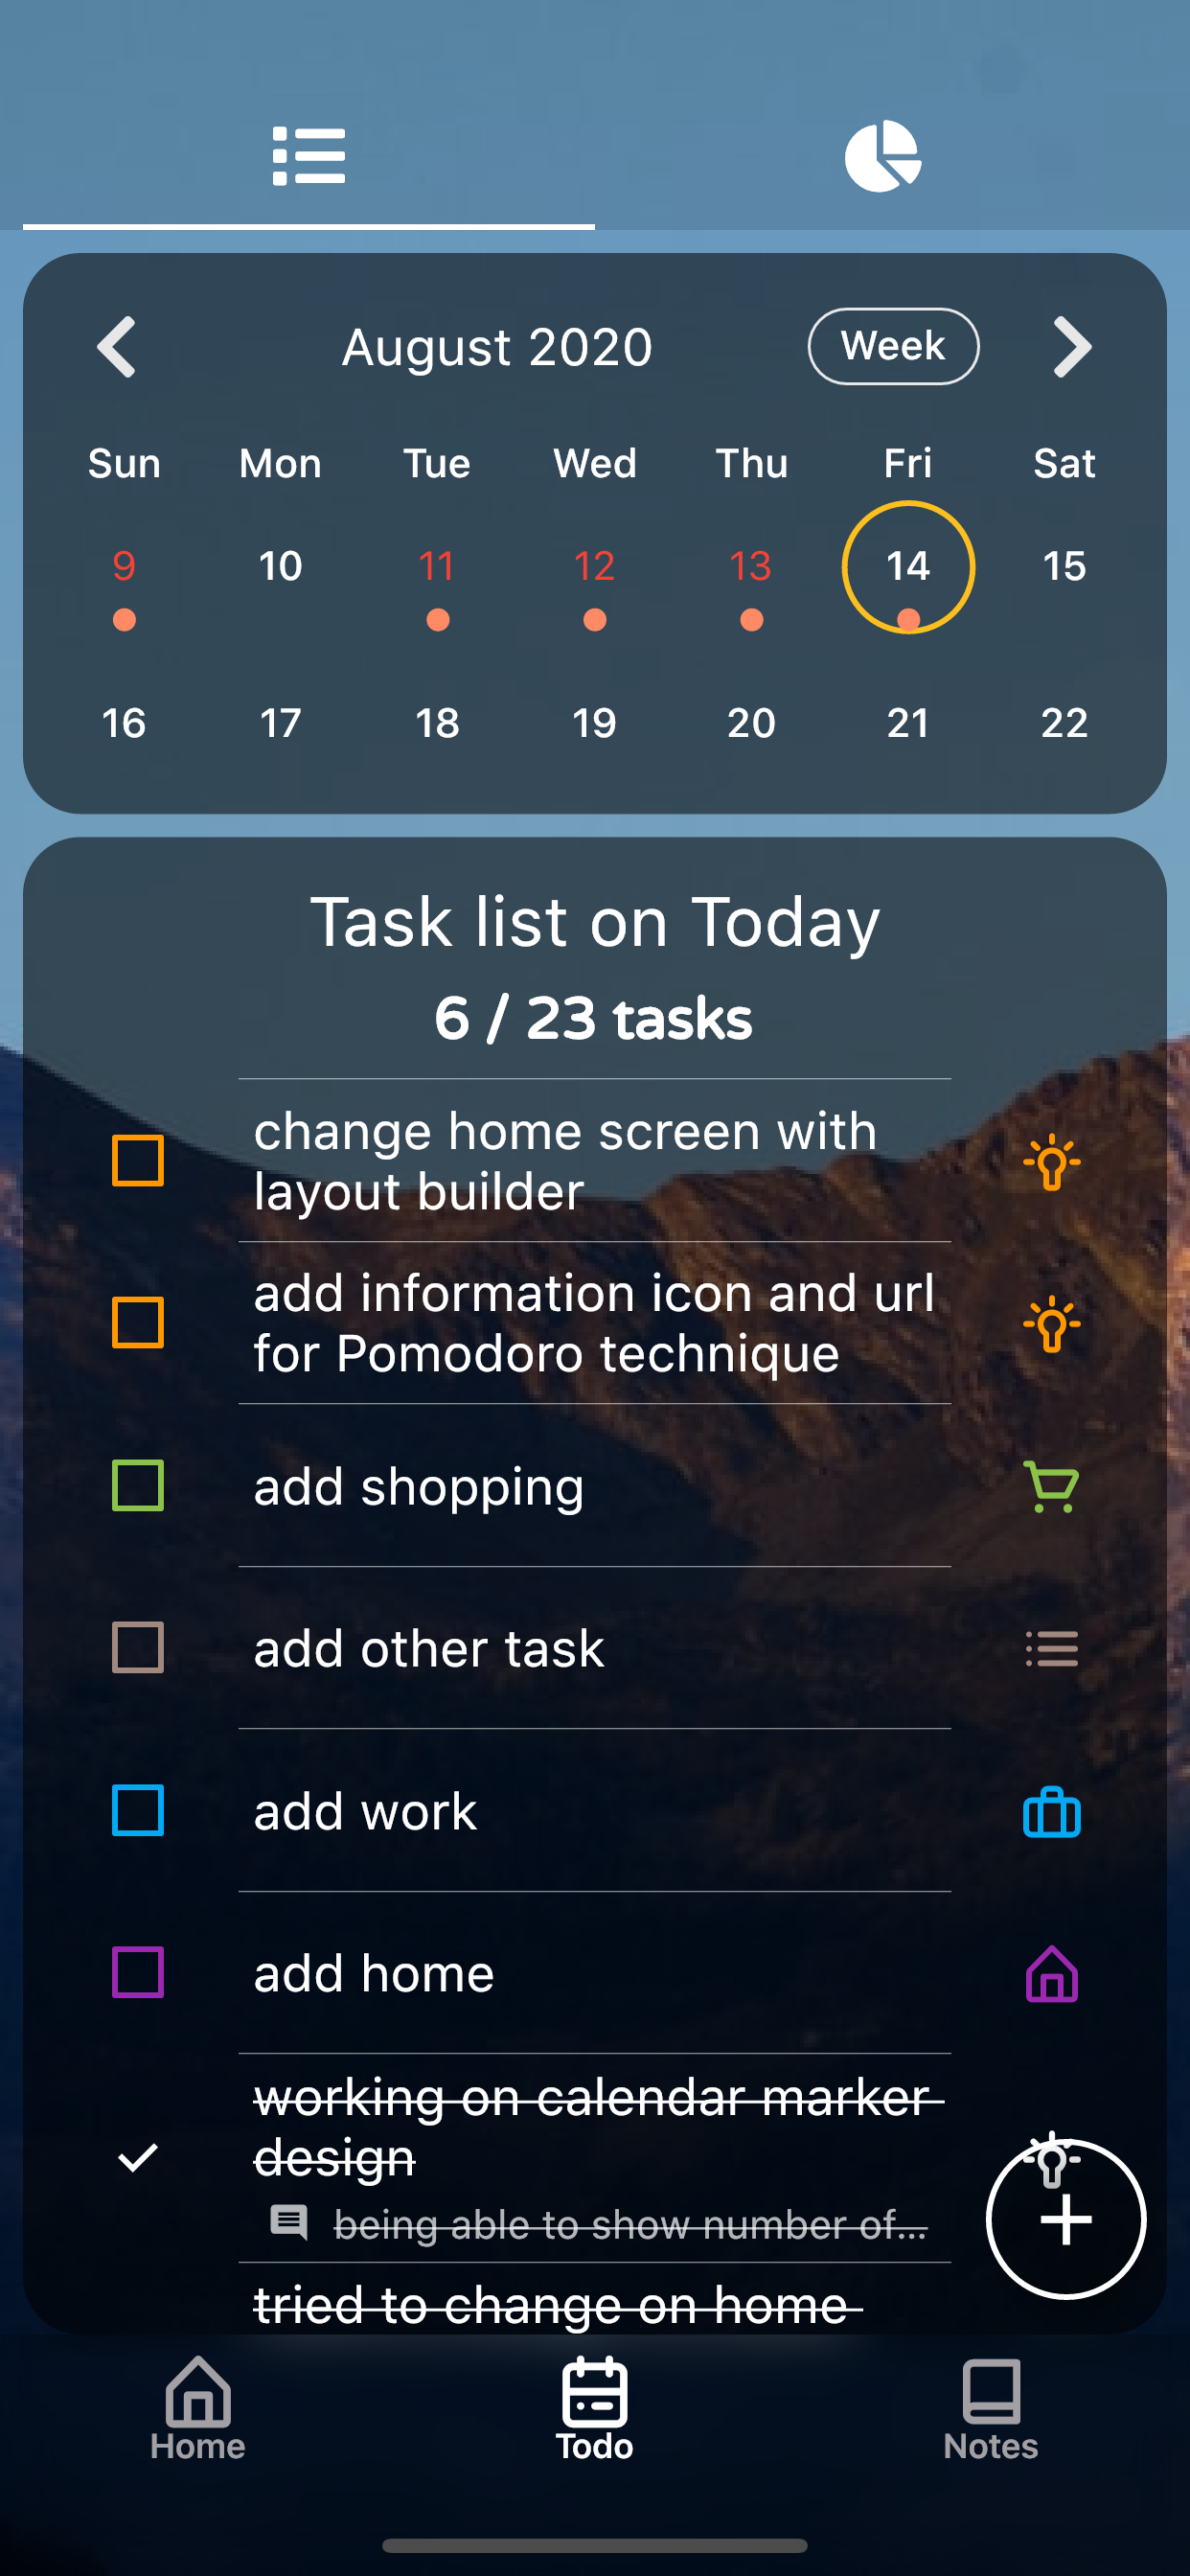 August 2020 Week
Sun Mon Tue Wed Thu Fri Sat
9 10 11 12 13 14 15
16 17 18 19 20 21 22
Task list on Today
6 / 23 tasks
change home screen with
layout builder
add information icon and url
for Pomodoro technique
add shopping
add other task
add work
add home
working on calendar marker
design
being able to show number of...
tried to change on home
Home Todo Notes